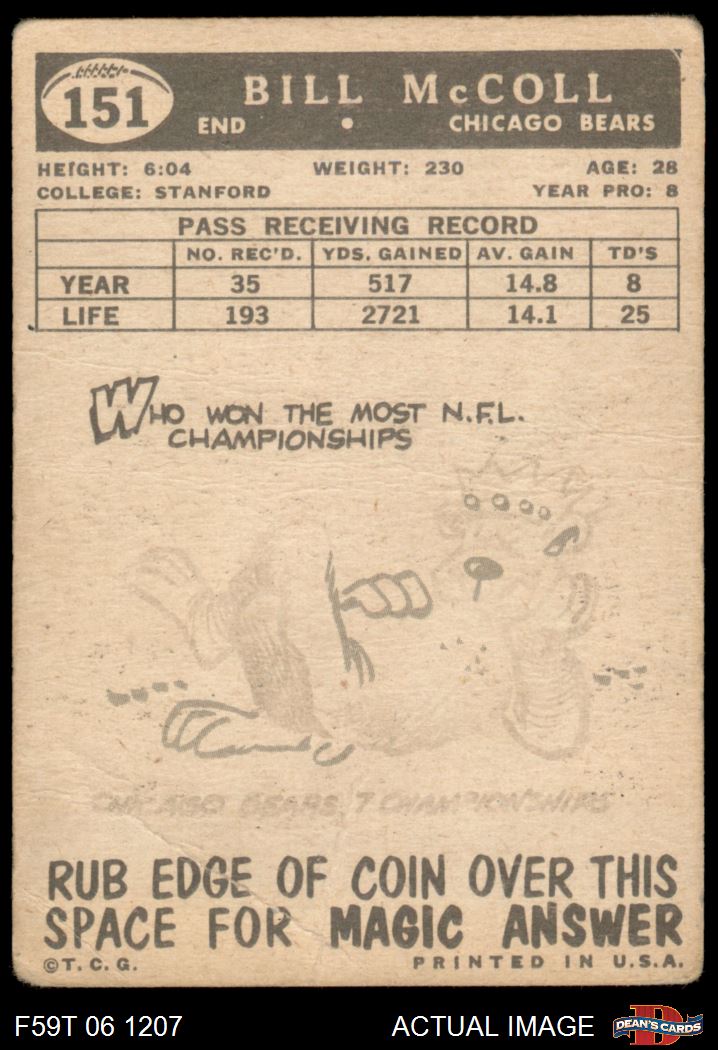 151
BILL McCOLL
END • CHICAGO BEARS
HEIGHT: 6:04 WEIGHT: 230 AGE: 28
COLLEGE: STANFORD YEAR PRO: 8
PASS RECEIVING RECORD
NO. REC'D. YDS. GAINED AV. GAIN TD'S
YEAR 35 517 14.8 8
LIFE 193 2721 14.1 25
WHO WON THE MOST N.F.L.
CHAMPIONSHIPS
CHICAGO BEARS, 7 CHAMPIONSHIPS
RUB EDGE OF COIN OVER THIS
SPACE FOR MAGIC ANSWER
©T.C.G. PRINTED IN U.S.A.
F59T 06 1207 ACTUAL IMAGE D DEAN'S CARDS